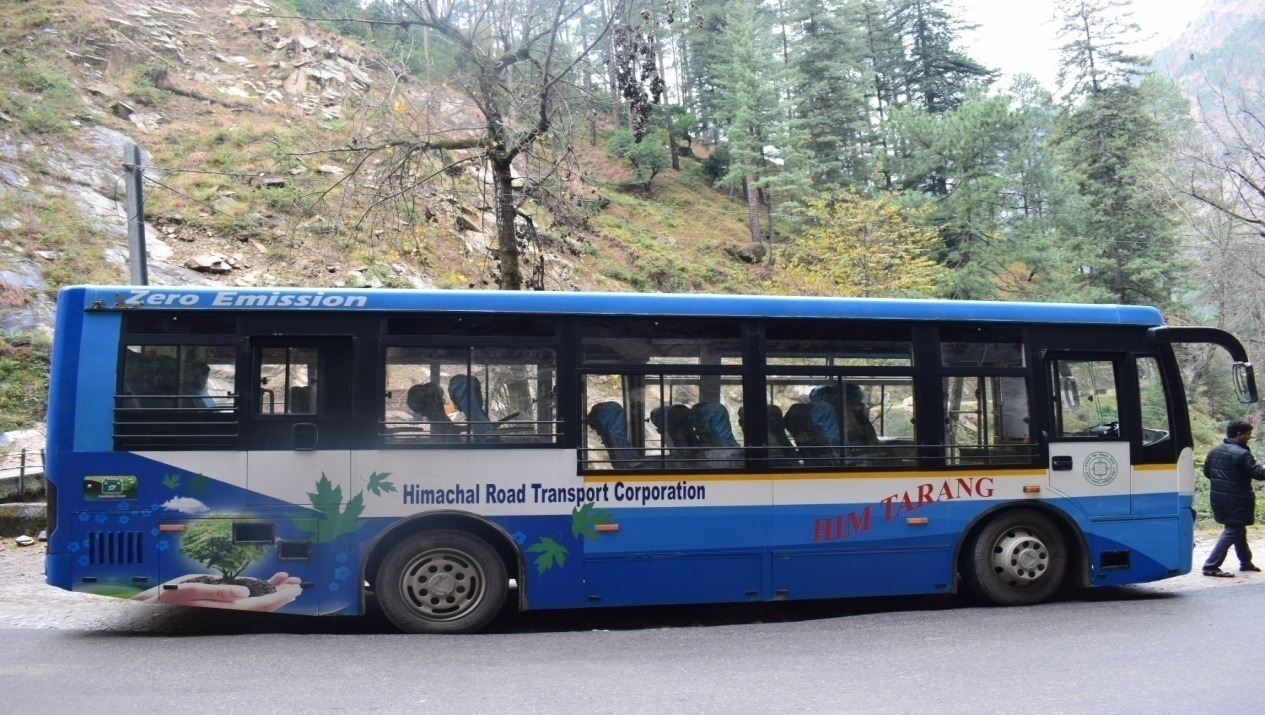 Zero Emission
Himachal Road Transport Corporation
HIM TARANG